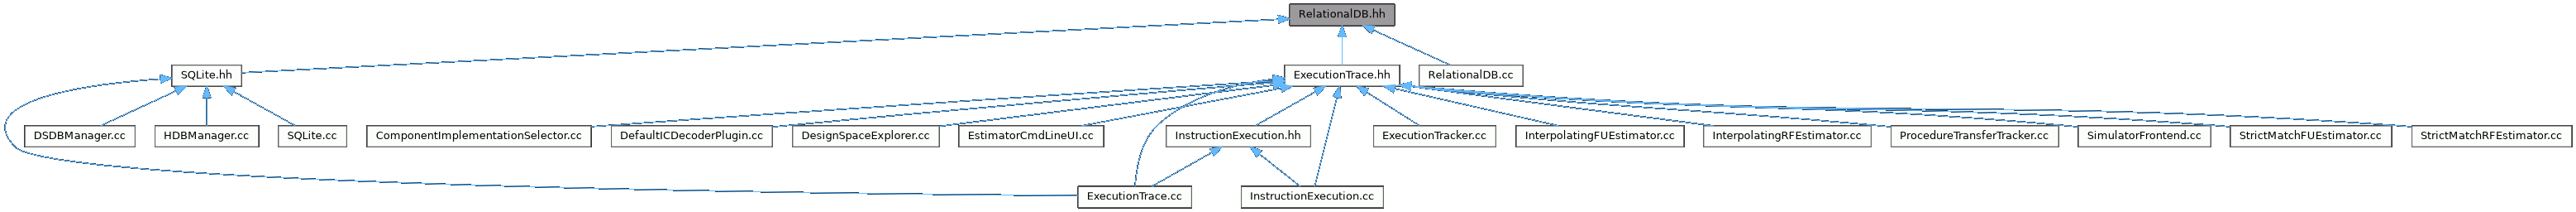 RelationalDB.hh
SQLite.hh
ExecutionTrace.hh
RelationalDB.cc
DSDBManager.cc
HDBManager.cc
SQLite.cc
ComponentImplementationSelector.cc
DefaultICDecoderPlugin.cc
DesignSpaceExplorer.cc
EstimatorCmdLineUI.cc
InstructionExecution.hh
ExecutionTracker.cc
InterpolatingFUEstimator.cc
InterpolatingRFEstimator.cc
ProcedureTransferTracker.cc
SimulatorFrontend.cc
StrictMatchFUEstimator.cc
StrictMatchRFEstimator.cc
ExecutionTrace.cc
InstructionExecution.cc